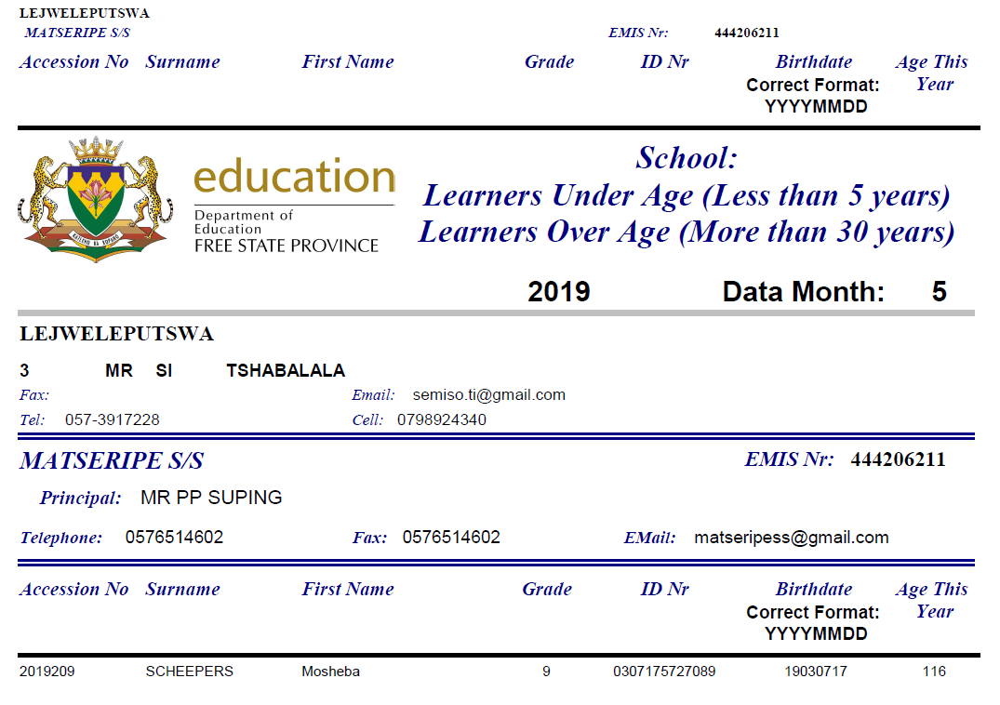 LEJWELEPUTSWA
MATSERIPE S/S EMIS Nr: 444206211
Accession No Surname First Name Grade ID Nr Birthdate Age This
Correct Format: Year
YYYYMMDD
education
Department of
Education
FREE STATE PROVINCE
KATLEHO KA KOPANO
School:
Learners Under Age (Less than 5 years)
Learners Over Age (More than 30 years)
2019 Data Month: 5
LEJWELEPUTSWA
3 MR SI TSHABALALA
Fax: Email: semiso.ti@gmail.com
Tel: 057-3917228 Cell: 0798924340
MATSERIPE S/S EMIS Nr: 444206211
Principal: MR PP SUPING
Telephone: 0576514602 Fax: 0576514602 EMail: matseripess@gmail.com
Accession No Surname First Name Grade ID Nr Birthdate Age This
Correct Format: Year
YYYYMMDD
2019209 SCHEEPERS Mosheba 9 0307175727089 19030717 116